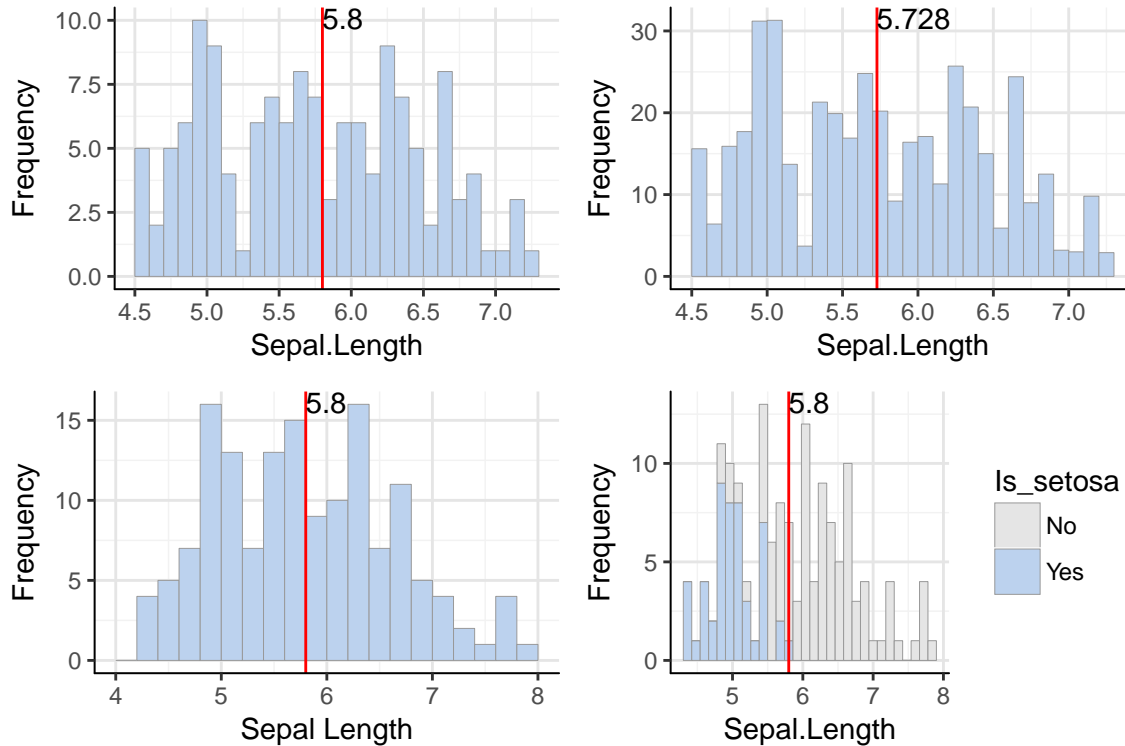 5.8
10.0
7.5
5.0
2.5
0.0
Frequency
4.5 5.0 5.5 6.0 6.5 7.0
Sepal.Length
5.728
30
20
10
0
Frequency
4.5 5.0 5.5 6.0 6.5 7.0
Sepal.Length
5.8
15
10
5
0
Frequency
4 5 6 7 8
Sepal Length
5.8
10
5
0
Frequency
5 6 7 8
Sepal.Length
Is_setosa
No
Yes